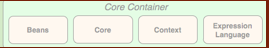 Core Container
Beans
Core
Context
Expression
Language